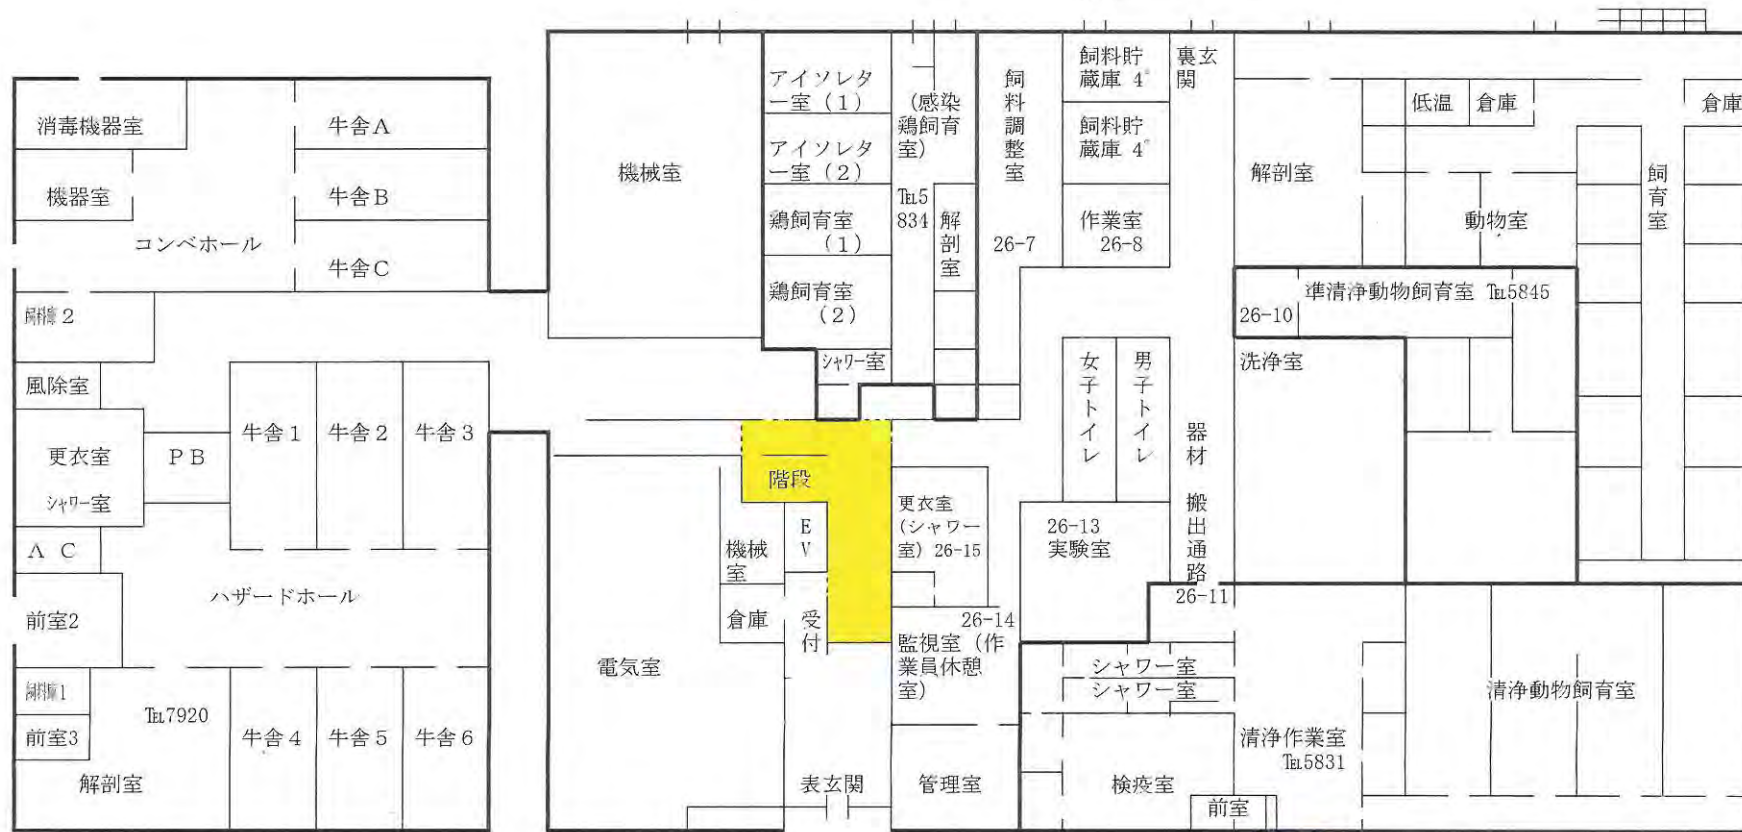 消毒機器室
機器室
コンベホール
牛舎A
牛舎B
牛舎C
2
風除室
更衣室
シャワー室
PB
牛舎1
牛舎2
牛舎3
A C
前室2
ハザードホール
1
前室3
℡7920
解剖室
牛舎4
牛舎5
牛舎6
機械室
アイソレタ
ー室(1)
アイソレタ
ー室(2)
鶏飼育室
(1)
鶏飼育室
(2)
シャワー室
(感染
鶏飼育
室)
℡5
834
解剖室
飼料調整室
26-7
飼料貯
蔵庫 4°
飼料貯
蔵庫 4°
作業室
26-8
裏玄
関
階段
EV
機械
室
倉庫
受付
電気室
表玄関
更衣室
(シャワー
室) 26-15
26-14
監視室(作
業員休憩
室)
管理室
女子トイレ
男子トイレ
26-13
実験室
器材 搬出通路
26-11
シャワー室
シャワー室
検疫室
前室
清浄作業室
℡5831
解剖室
低温
倉庫
動物室
倉庫
飼育室
準清浄動物飼育室 ℡5845
26-10
洗浄室
清浄動物飼育室